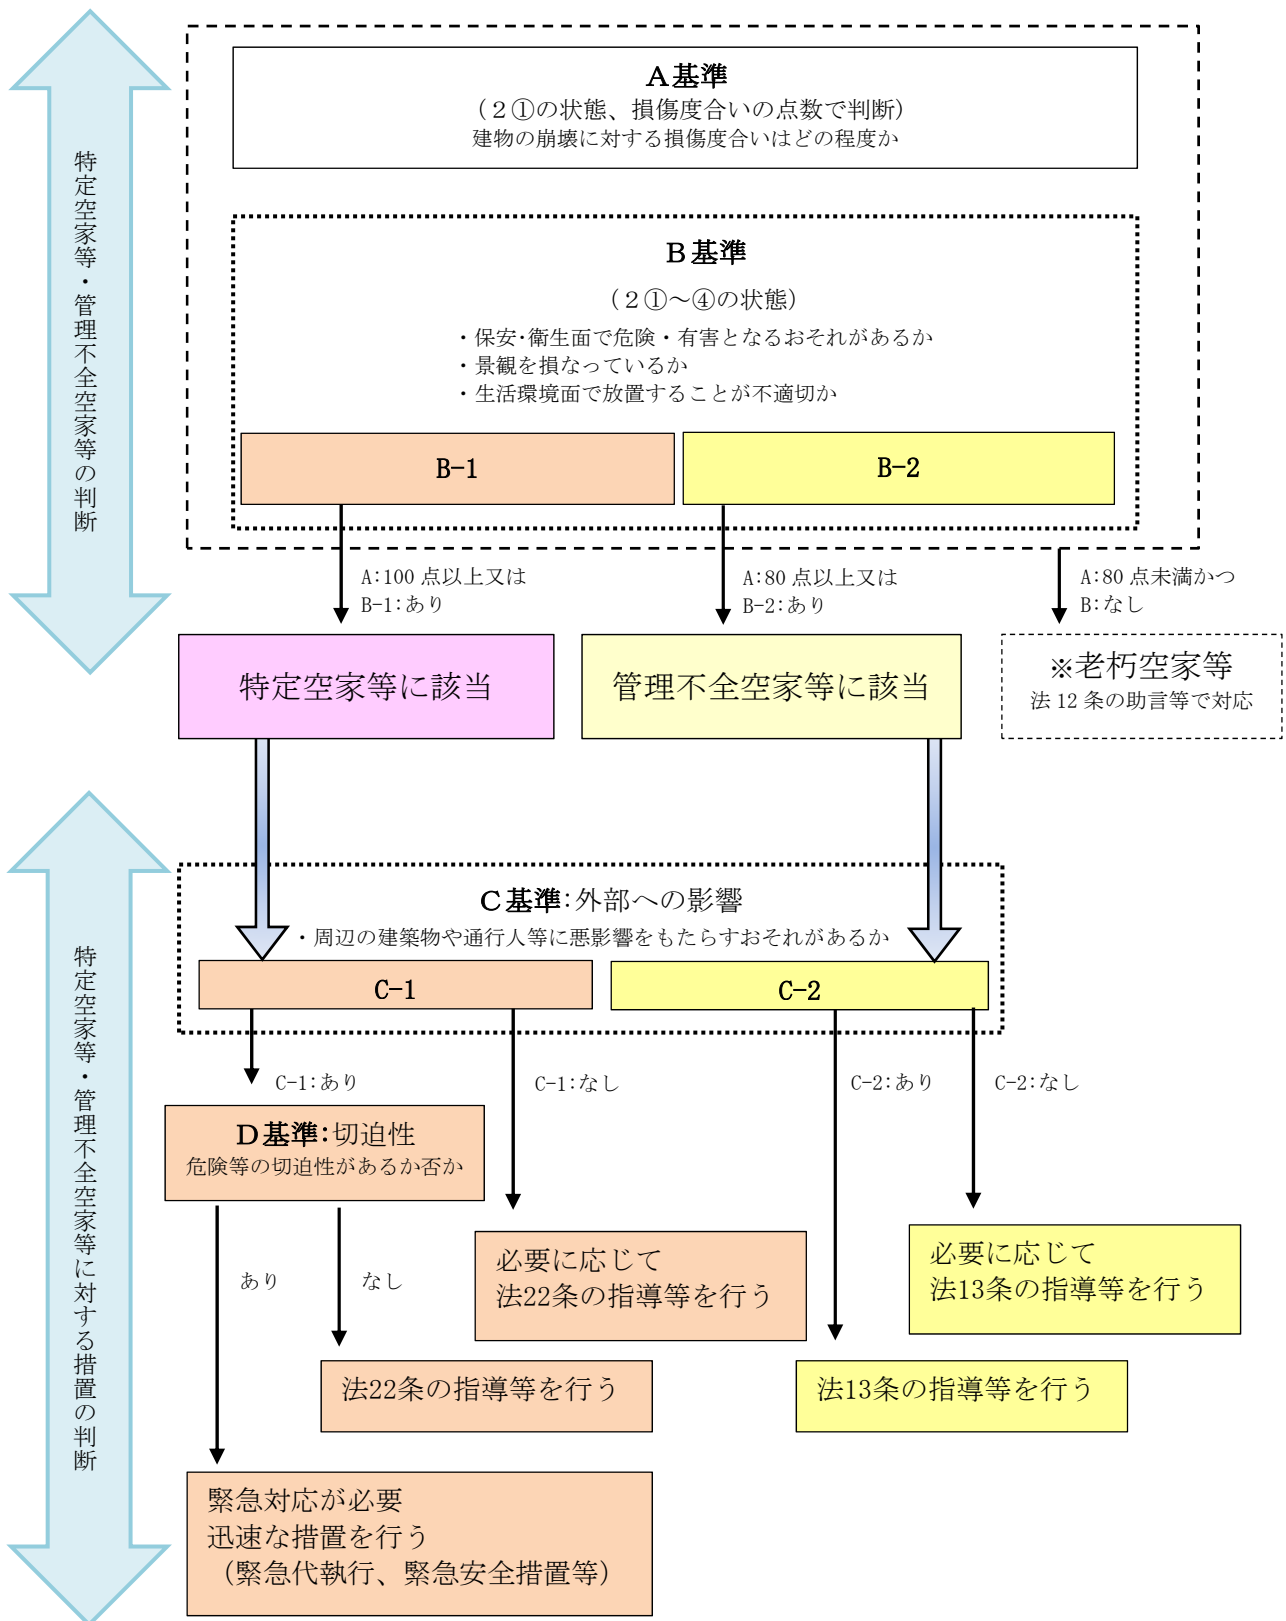 特定空家等・管理不全空家等の判断
A基準
（２①の状態、損傷度合いの点数で判断）
建物の崩壊に対する損傷度合いはどの程度か
B基準
（２①～④の状態）
・保安・衛生面で危険・有害となるおそれがあるか
・景観を損なっているか
・生活環境面で放置することが不適切か
B-1
B-2
A:100 点以上又は
B-1:あり
A:80 点以上又は
B-2:あり
A:80 点未満かつ
B:なし
特定空家等に該当
管理不全空家等に該当
※老朽空家等
法 12 条の助言等で対応
特定空家等・管理不全空家等に対する措置の判断
C基準:外部への影響
・周辺の建築物や通行人等に悪影響をもたらすおそれがあるか
C-1
C-2
C-1:あり
C-1:なし
C-2:あり
C-2:なし
D基準:切迫性
危険等の切迫性があるか否か
あり
なし
必要に応じて
法22条の指導等を行う
必要に応じて
法13条の指導等を行う
法22条の指導等を行う
法13条の指導等を行う
緊急対応が必要
迅速な措置を行う
（緊急代執行、緊急安全措置等）